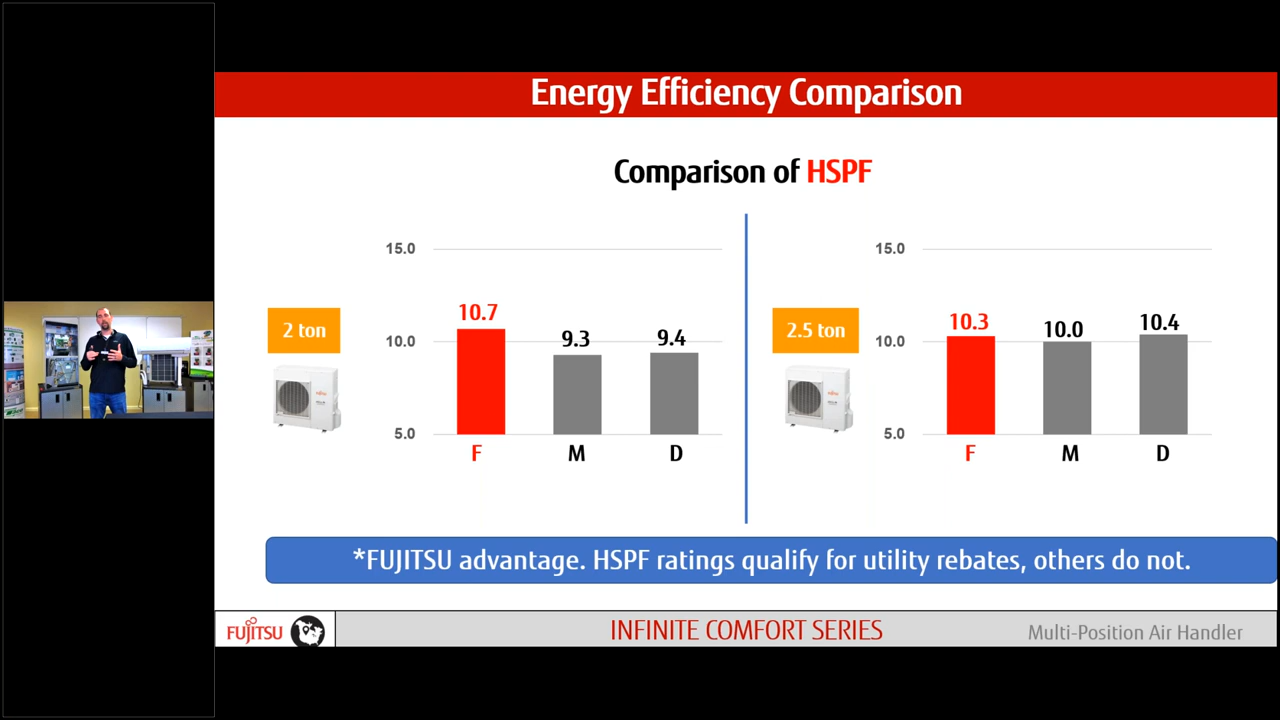 Energy Efficiency Comparison
Comparison of HSPF
2 ton
15.0
10.0
5.0
10.7
9.3
9.4
F
M
D
2.5 ton
15.0
10.0
5.0
10.3
10.0
10.4
F
M
D
*FUJITSU advantage. HSPF ratings qualify for utility rebates, others do not.
FUJITSU
INFINITE COMFORT SERIES
Multi-Position Air Handler